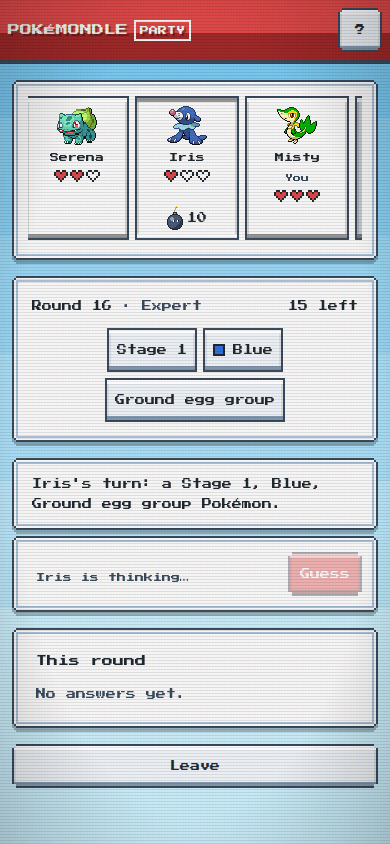 POKéMONDLE PARTY
?
Serena
Iris
10
Misty
You
Round 16 · Expert
15 left
Stage 1
Blue
Ground egg group
Iris's turn: a Stage 1, Blue,
Ground egg group Pokémon.
Iris is thinking…
Guess
This round
No answers yet.
Leave